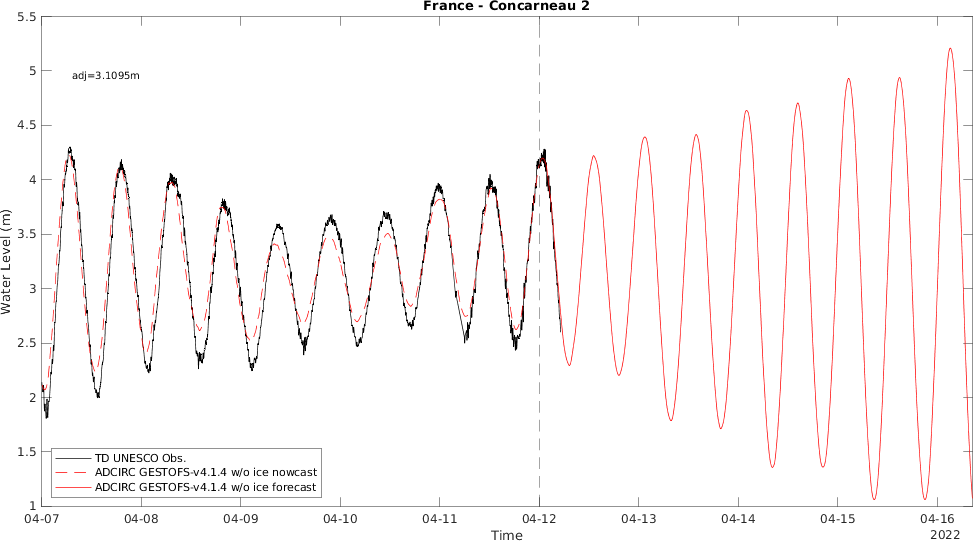 France - Concarneau 2
5.5
5
4.5
4
3.5
3
2.5
2
1.5
1
Water Level (m)
adj=3.1095m
TD UNESCO Obs.
ADCIRC GESTOFS-v4.1.4 w/o ice nowcast
ADCIRC GESTOFS-v4.1.4 w/o ice forecast
04-07 04-08 04-09 04-10 04-11 04-12 04-13 04-14 04-15 04-16
Time
2022